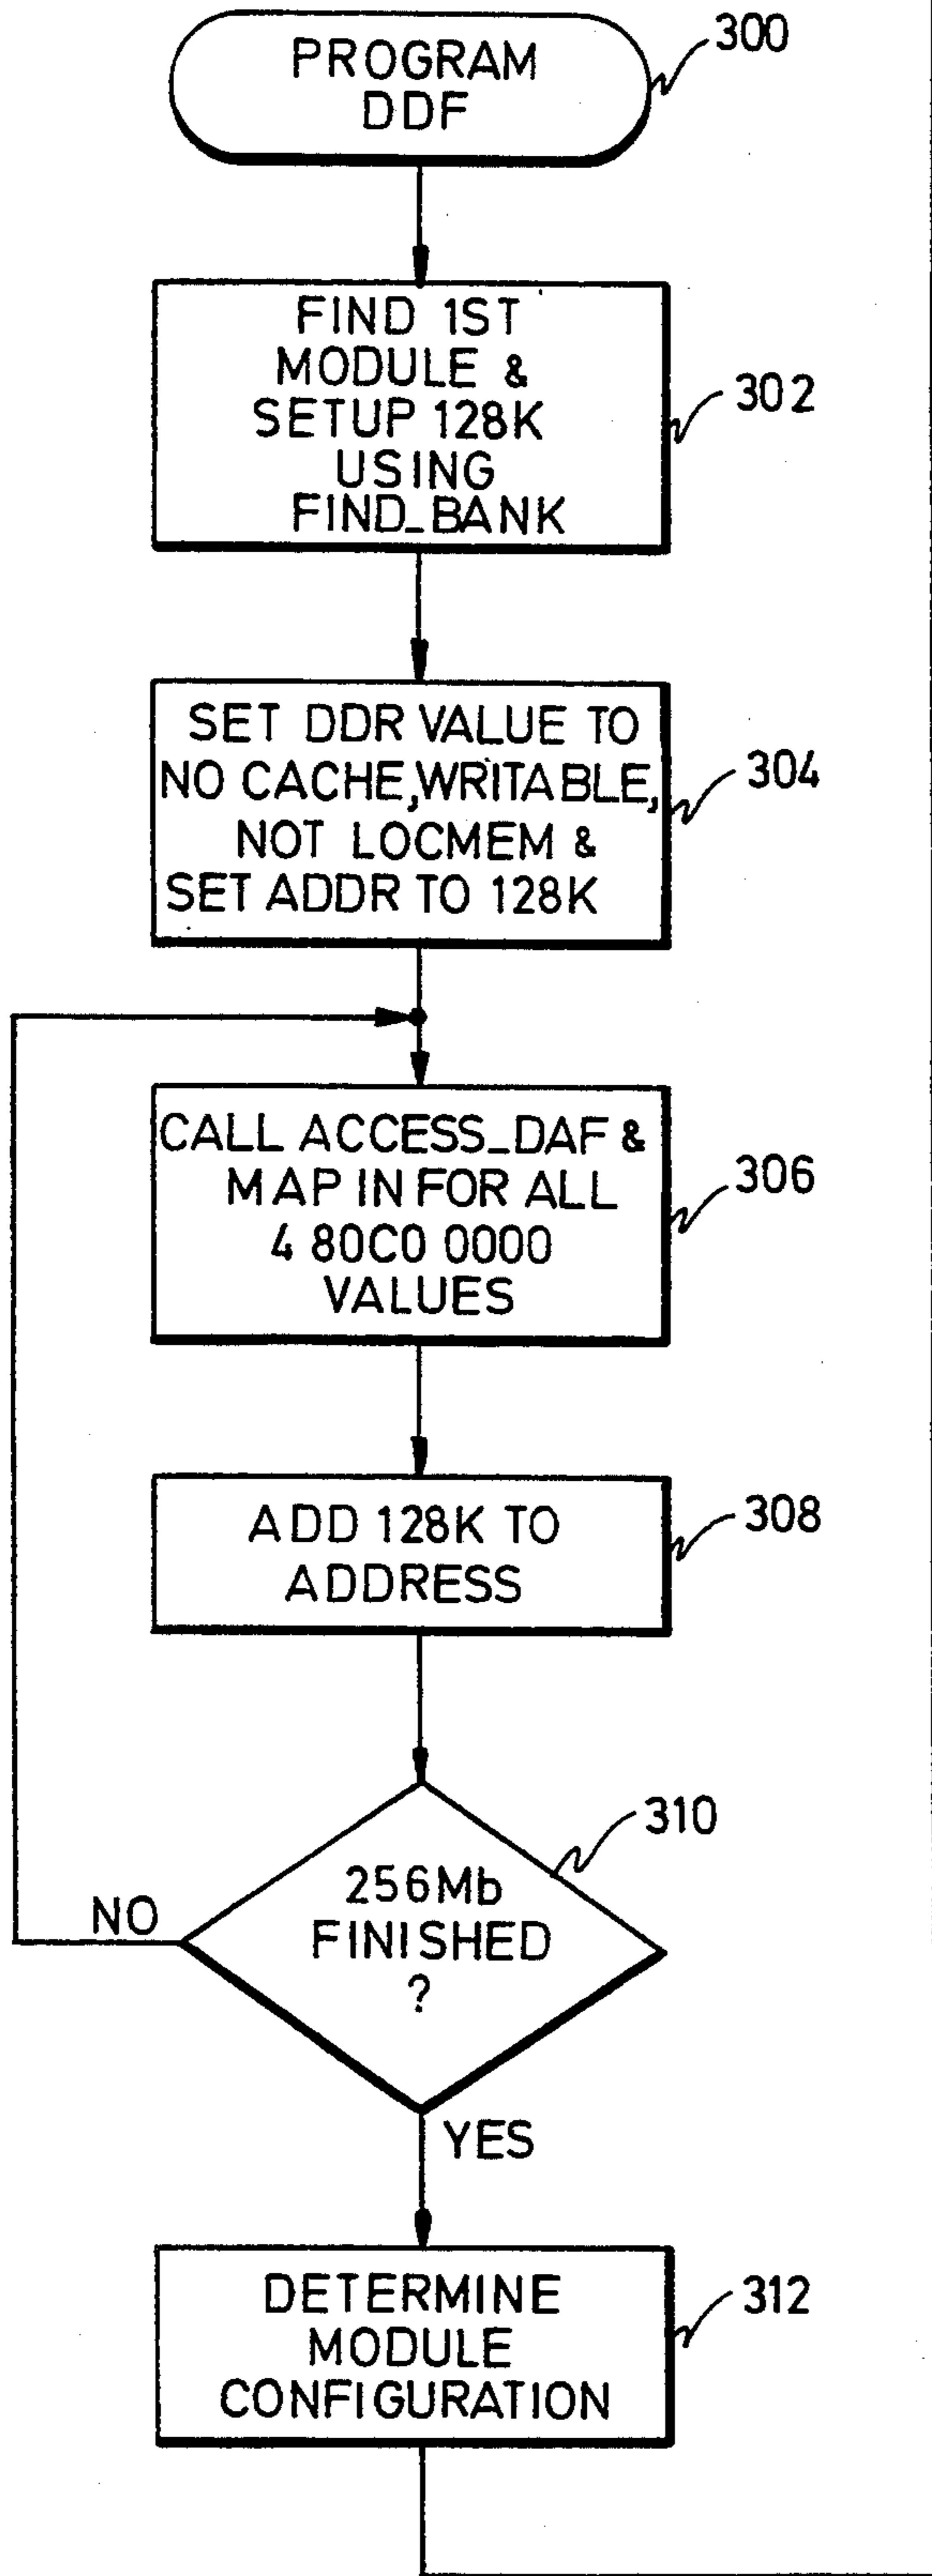 PROGRAM
DDF
300
FIND 1ST
MODULE &
SETUP 128K
USING
FIND_BANK
302
SET DDR VALUE TO
NO CACHE, WRITABLE,
NOT LOCMEM &
SET ADDR TO 128K
304
CALL ACCESS_DAF &
MAP IN FOR ALL
4 80C0 0000
VALUES
306
ADD 128K TO
ADDRESS
308
256Mb
FINISHED
?
310
NO
YES
DETERMINE
MODULE
CONFIGURATION
312